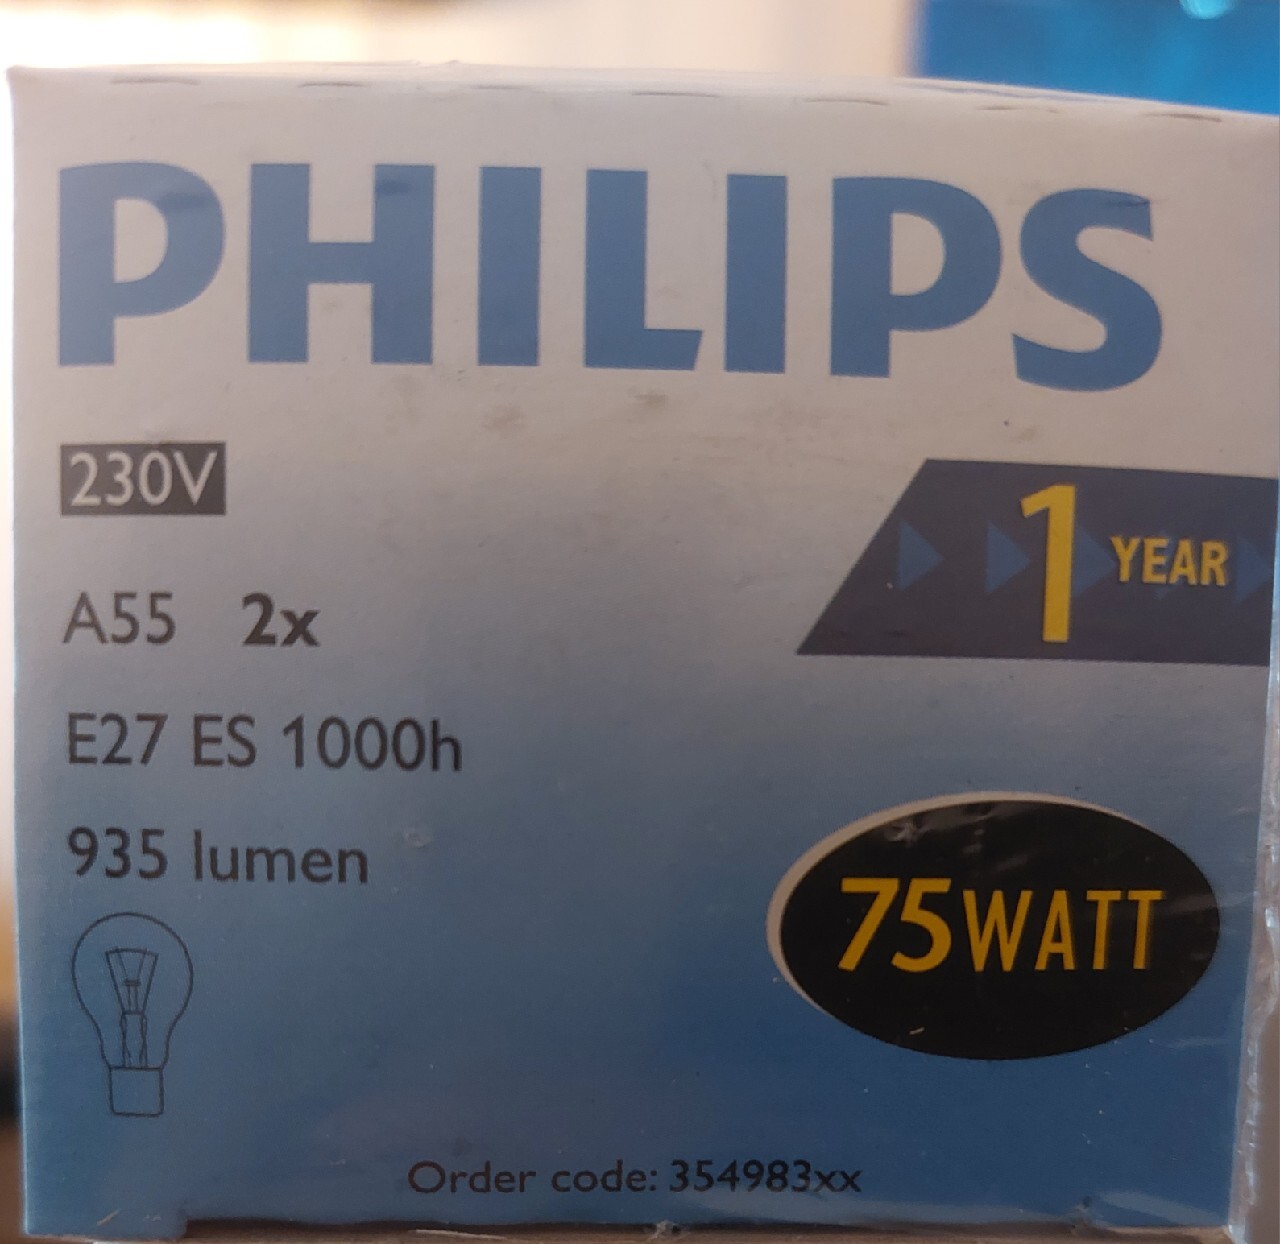 PHILIPS
230V
1 YEAR
A55 2x
E27 ES 1000h
935 lumen
75WATT
Order code: 354983xx